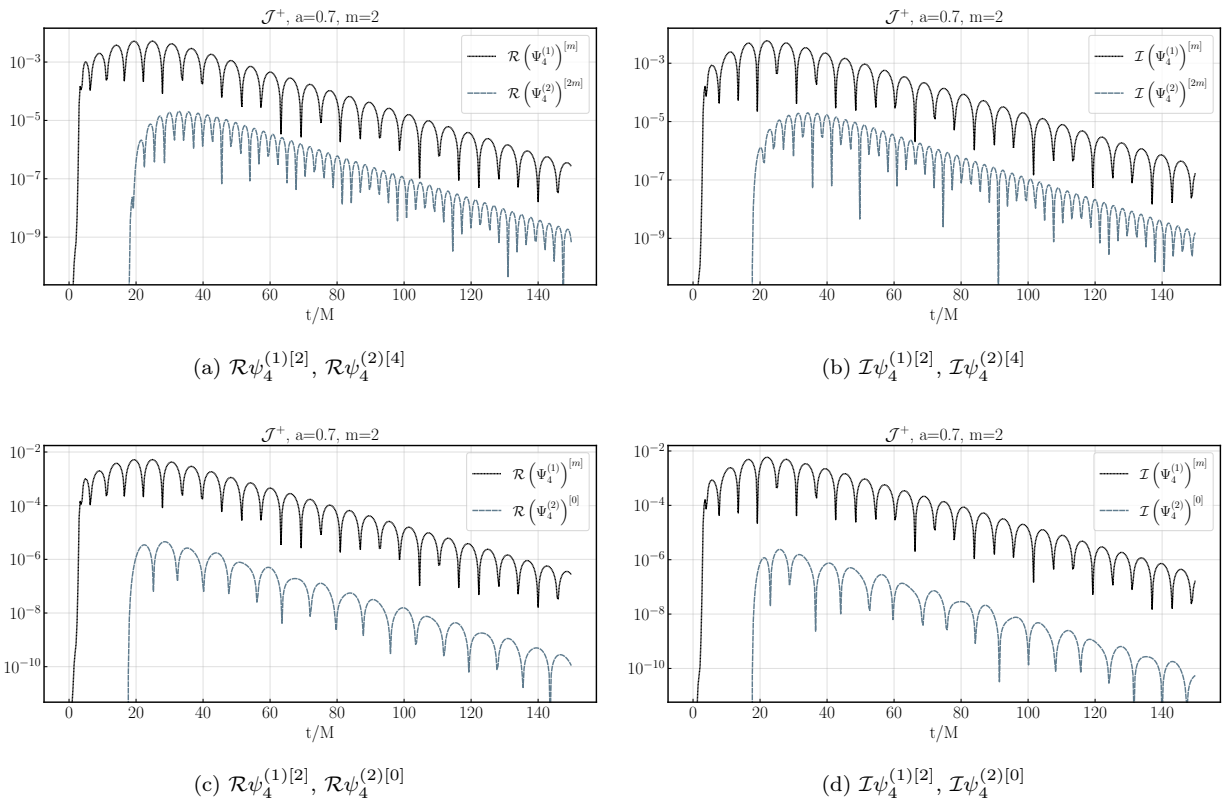 𝒥⁺, a=0.7, m=2
ℛ(Ψ₄⁽¹⁾)^[m]
ℛ(Ψ₄⁽²⁾)^[2m]
10⁻³
10⁻⁵
10⁻⁷
10⁻⁹
0 20 40 60 80 100 120 140
t/M
(a) ℛψ₄⁽¹⁾[2], ℛψ₄⁽²⁾[4]
𝒥⁺, a=0.7, m=2
ℐ(Ψ₄⁽¹⁾)^[m]
ℐ(Ψ₄⁽²⁾)^[2m]
10⁻³
10⁻⁵
10⁻⁷
10⁻⁹
0 20 40 60 80 100 120 140
t/M
(b) ℐψ₄⁽¹⁾[2], ℐψ₄⁽²⁾[4]
𝒥⁺, a=0.7, m=2
ℛ(Ψ₄⁽¹⁾)^[m]
ℛ(Ψ₄⁽²⁾)^[0]
10⁻²
10⁻⁴
10⁻⁶
10⁻⁸
10⁻¹⁰
0 20 40 60 80 100 120 140
t/M
(c) ℛψ₄⁽¹⁾[2], ℛψ₄⁽²⁾[0]
𝒥⁺, a=0.7, m=2
ℐ(Ψ₄⁽¹⁾)^[m]
ℐ(Ψ₄⁽²⁾)^[0]
10⁻²
10⁻⁴
10⁻⁶
10⁻⁸
10⁻¹⁰
0 20 40 60 80 100 120 140
t/M
(d) ℐψ₄⁽¹⁾[2], ℐψ₄⁽²⁾[0]